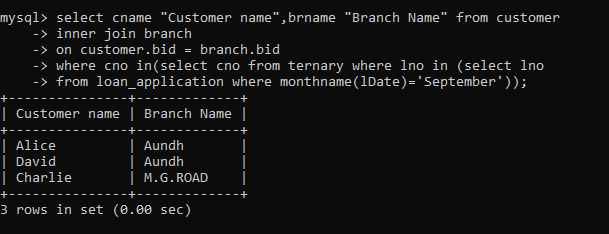 mysql> select cname "Customer name",brname "Branch Name" from customer
    -> inner join branch
    -> on customer.bid = branch.bid
    -> where cno in(select cno from ternary where lno in (select lno
    -> from loan_application where monthname(lDate)='September'));
+---------------+-------------+
| Customer name | Branch Name |
+---------------+-------------+
| Alice         | Aundh       |
| David         | Aundh       |
| Charlie       | M.G.ROAD    |
+---------------+-------------+
3 rows in set (0.00 sec)